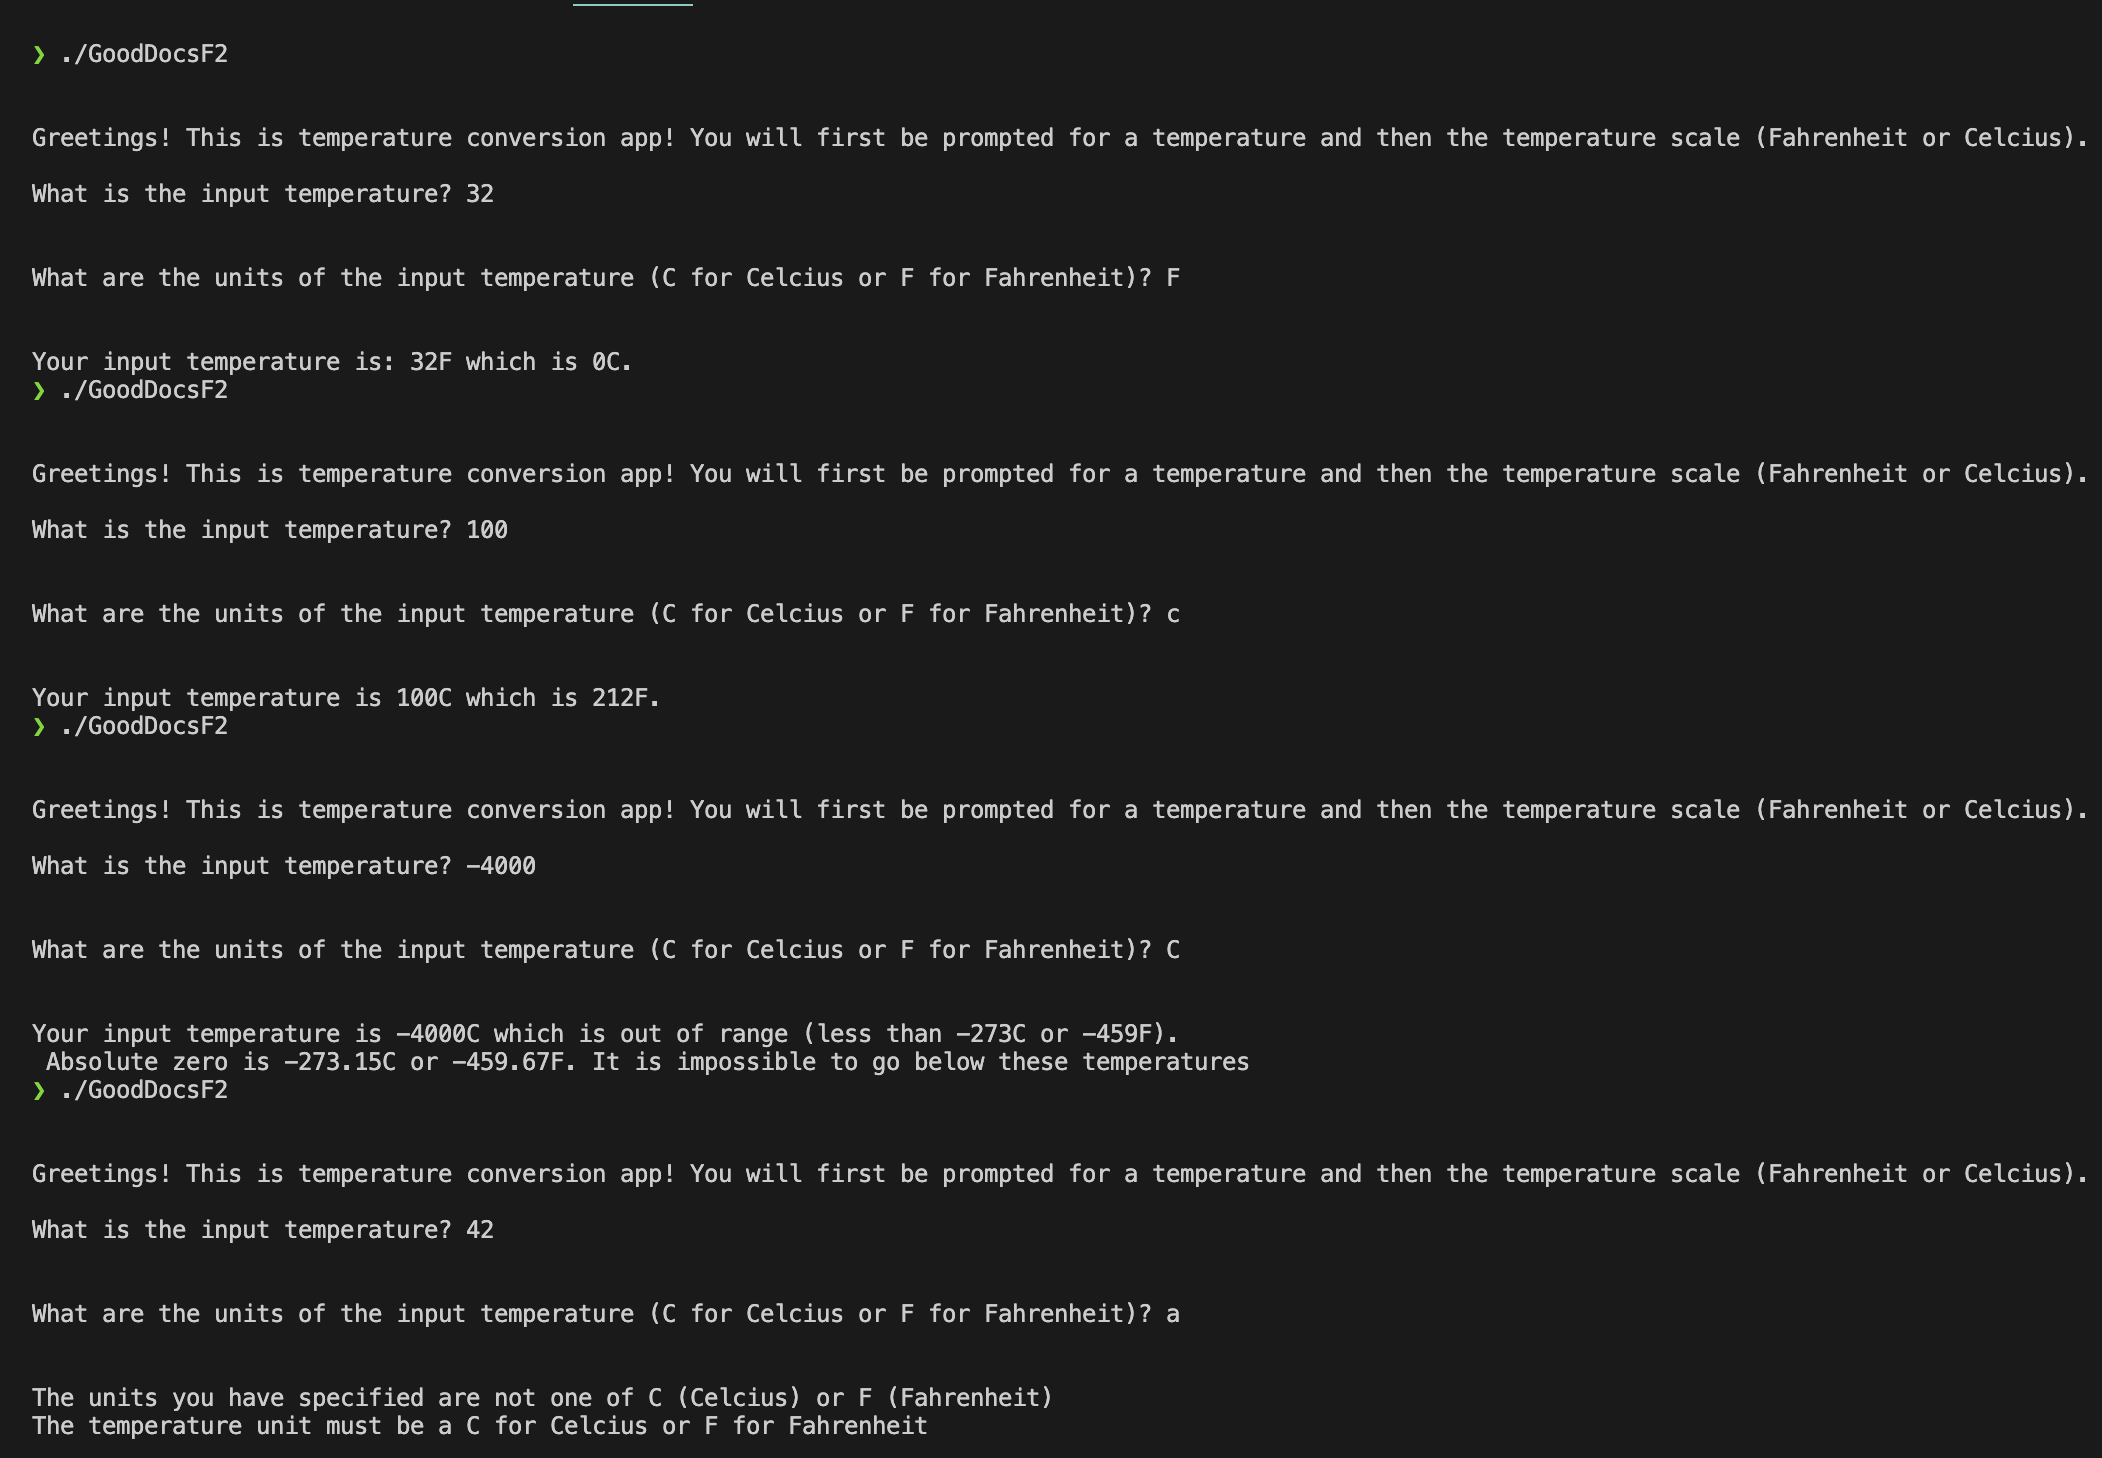 ❯ ./GoodDocsF2
Greetings! This is temperature conversion app! You will first be prompted for a temperature and then the temperature scale (Fahrenheit or Celcius).
What is the input temperature? 32
What are the units of the input temperature (C for Celcius or F for Fahrenheit)? F
Your input temperature is: 32F which is 0C.
❯ ./GoodDocsF2
Greetings! This is temperature conversion app! You will first be prompted for a temperature and then the temperature scale (Fahrenheit or Celcius).
What is the input temperature? 100
What are the units of the input temperature (C for Celcius or F for Fahrenheit)? c
Your input temperature is 100C which is 212F.
❯ ./GoodDocsF2
Greetings! This is temperature conversion app! You will first be prompted for a temperature and then the temperature scale (Fahrenheit or Celcius).
What is the input temperature? -4000
What are the units of the input temperature (C for Celcius or F for Fahrenheit)? C
Your input temperature is -4000C which is out of range (less than -273C or -459F).
 Absolute zero is -273.15C or -459.67F. It is impossible to go below these temperatures
❯ ./GoodDocsF2
Greetings! This is temperature conversion app! You will first be prompted for a temperature and then the temperature scale (Fahrenheit or Celcius).
What is the input temperature? 42
What are the units of the input temperature (C for Celcius or F for Fahrenheit)? a
The units you have specified are not one of C (Celcius) or F (Fahrenheit)
The temperature unit must be a C for Celcius or F for Fahrenheit